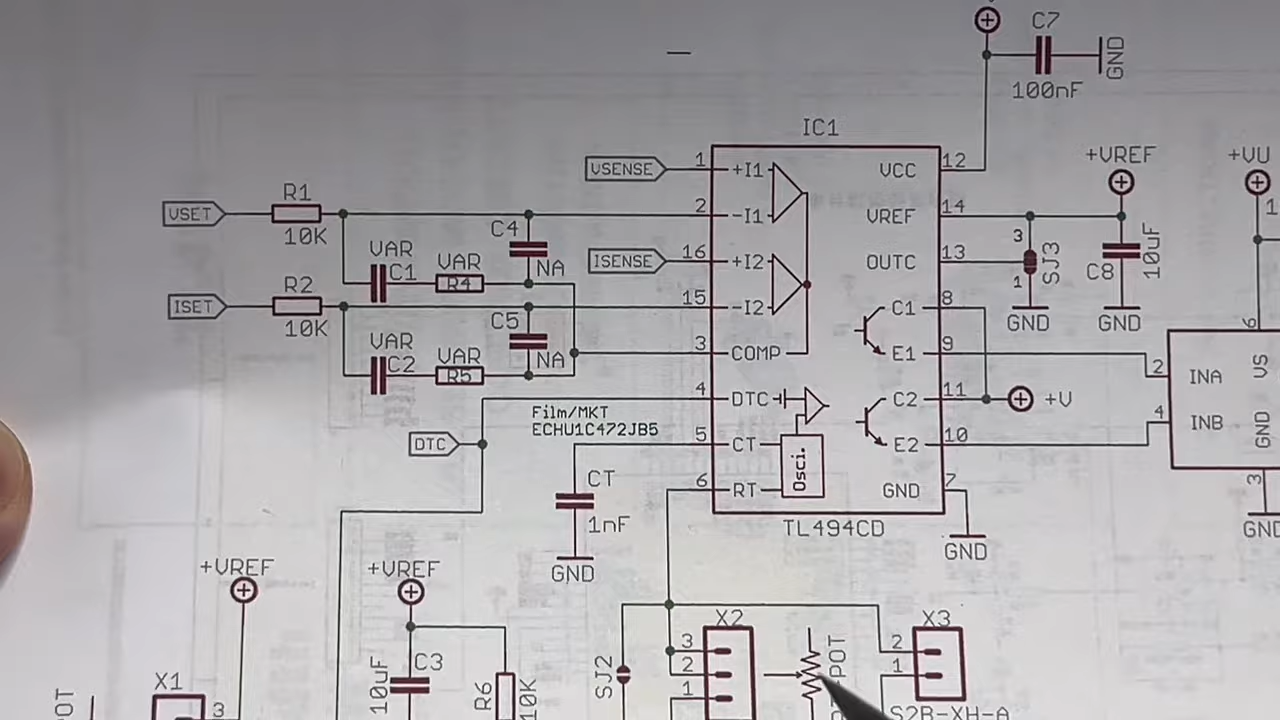 C7
GND
100nF
IC1
+VREF
+VU
VSENSE
1
+I1
VCC
12
1
R1
VSET
10K
2
-I1
VREF
14
C4
3
VAR
NA
ISENSE
16
+I2
OUTC
13
SJ3
10uF
C1
VAR
R4
1
C8
R2
ISET
10K
15
-I2
C1
8
GND
GND
C5
6
VAR
NA
3
COMP
E1
9
2
INA
VS
C2
VAR
R5
4
DTC
C2
11
+V
Film/MKT
ECHU1C472JB5
4
INB
GND
DTC
5
CT
Osci.
E2
10
CT
6
RT
GND
7
3
1nF
TL494CD
GND
GND
GND
+VREF
+VREF
X2
X3
3
2
POT
C3
10uF
SJ2
2
1
X1
R6
10K
1
POT
3
S2B-XH-A